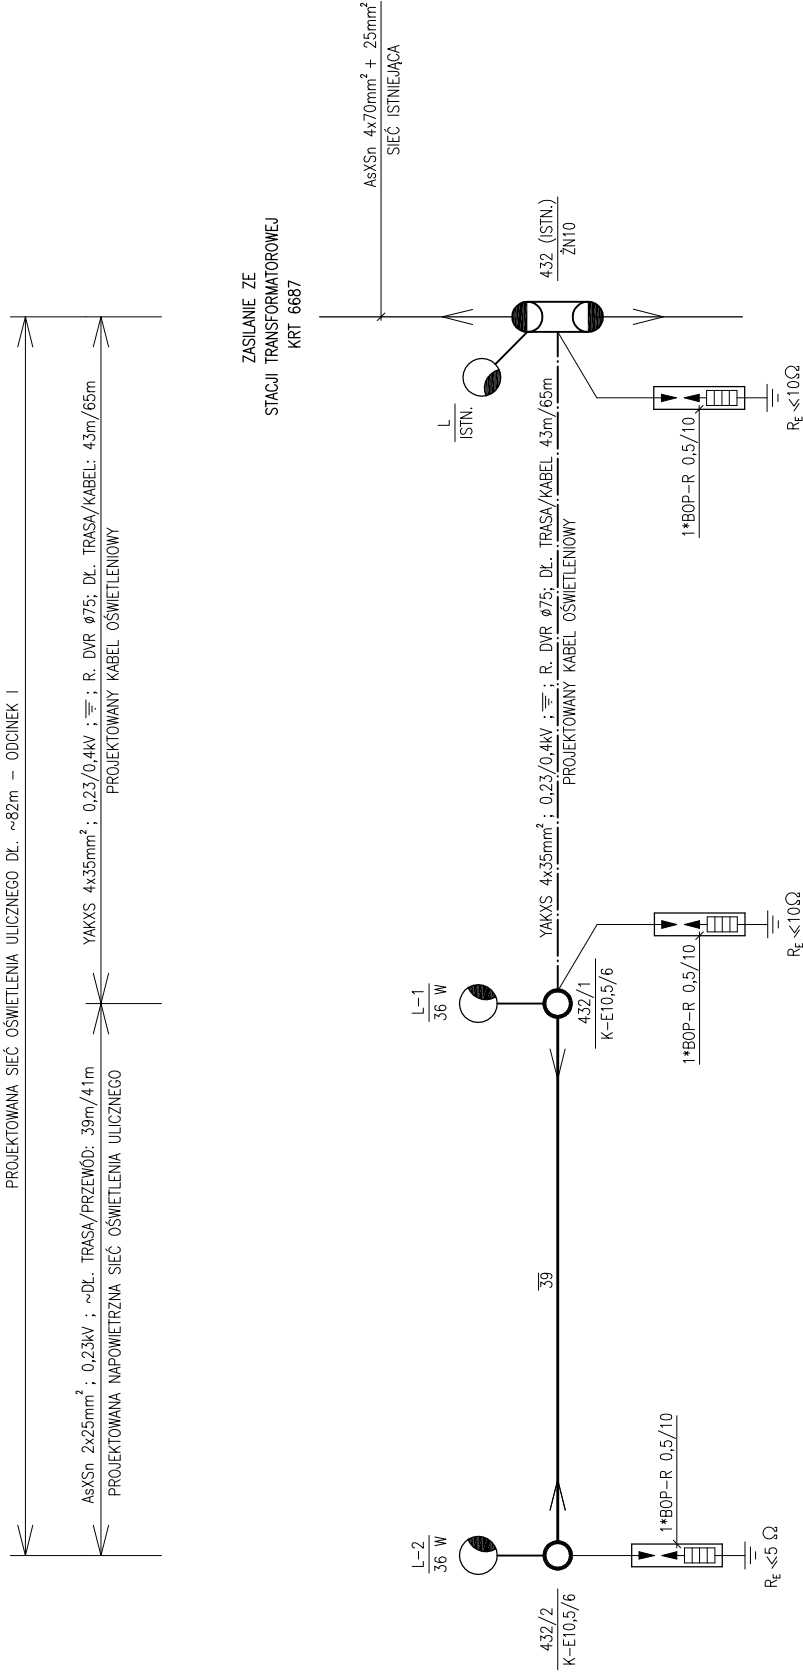 PROJEKTOWANA SIEĆ OŚWIETLENIA ULICZNEGO DŁ. ~82m – ODCINEK I
AsXSn 2x25mm² ; 0,23kV ; ~DŁ. TRASA/PRZEWÓD: 39m/41m
PROJEKTOWANA NAPOWIETRZNA SIEĆ OŚWIETLENIA ULICZNEGO
YAKXS 4x35mm² ; 0,23/0,4kV ; ; R. DVR ø75; DŁ. TRASA/KABEL: 43m/65m
PROJEKTOWANY KABEL OŚWIETLENIOWY
ZASILANIE ZE
STACJI TRANSFORMATOROWEJ
KRT 6687
AsXSn 4x70mm² + 25mm²
SIEĆ ISTNIEJĄCA
L-2
36 W
L-1
36 W
L
ISTN.
432/2
K-E10,5/6
39
432/1
K-E10,5/6
YAKXS 4x35mm² ; 0,23/0,4kV ; ; R. DVR ø75; DŁ. TRASA/KABEL 43m/65m
PROJEKTOWANY KABEL OŚWIETLENIOWY
432 (ISTN.)
ŻN10
1*BOP-R 0,5/10
R_E ≪5 Ω
1*BOP-R 0,5/10
R_E ≪10Ω
1*BOP-R 0,5/10
R_E ≪10Ω